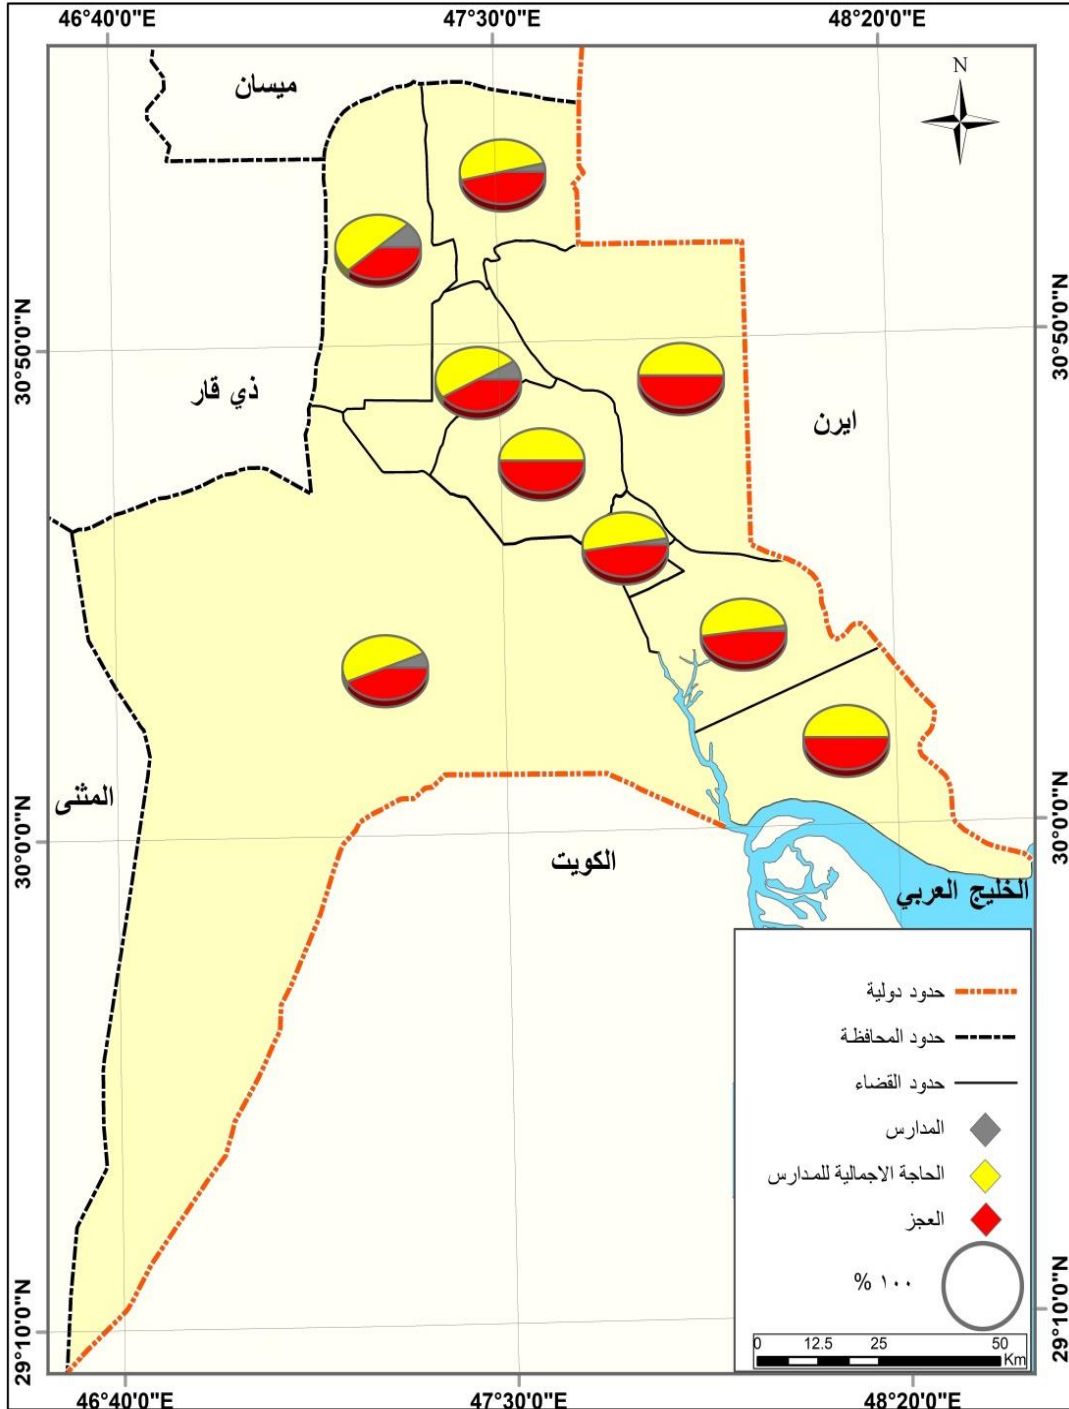 46°40'0"E 47°30'0"E 48°20'0"E
N
ميسان
30°50'0"N
30°50'0"N
ذي قار
ايرن
المثنى
30°0'0"N
30°0'0"N
الكويت
الخليج العربي
حدود دولية
حدود المحافظة
حدود القضاء
المدارس
الحاجة الاجمالية للمدارس
العجز
١٠٠ %
0 12.5 25 50
Km
29°10'0"N
29°10'0"N
46°40'0"E 47°30'0"E 48°20'0"E